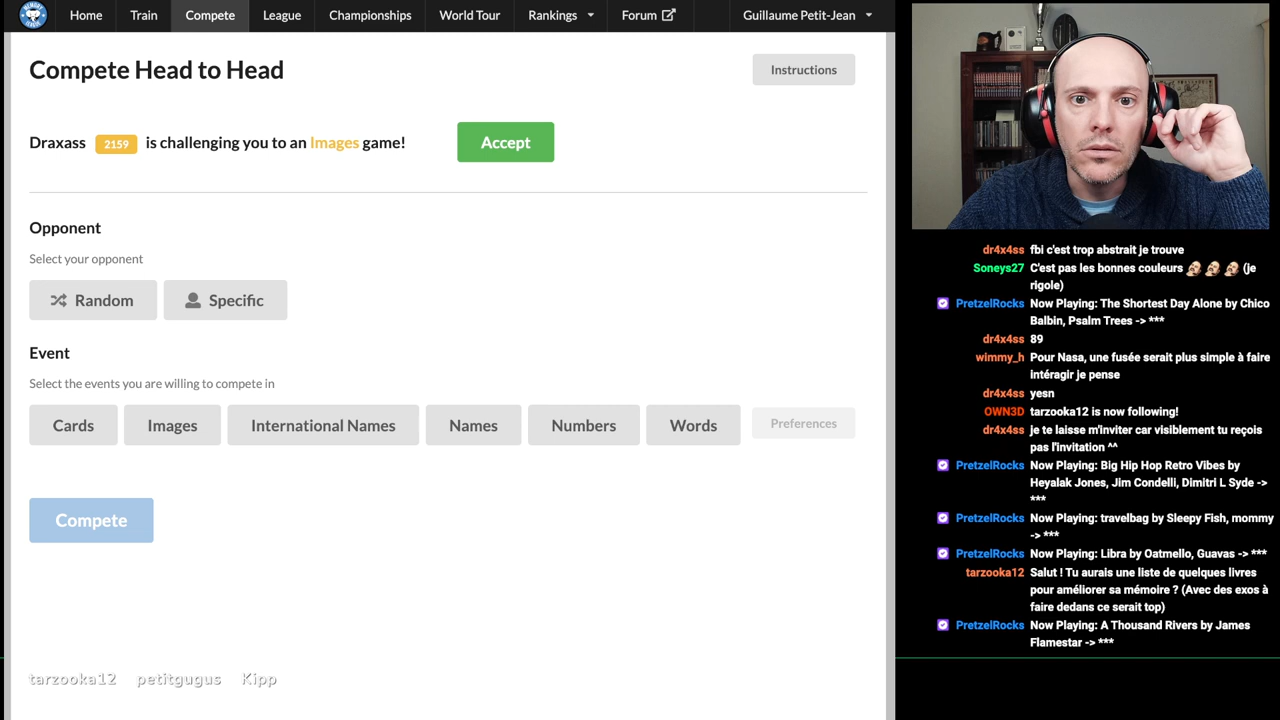 Home Train Compete League Championships World Tour Rankings Forum Guillaume Petit-Jean
Compete Head to Head
Instructions
Draxass 2159 is challenging you to an Images game!
Accept
Opponent
Select your opponent
Random Specific
Event
Select the events you are willing to compete in
Cards Images International Names Names Numbers Words Preferences
Compete
tarzooka12 petitgugus Kipp
dr4x4ss fbi c'est trop abstrait je trouve
Soneys27 C'est pas les bonnes couleurs (je
rigole)
PretzelRocks Now Playing: The Shortest Day Alone by Chico
Balbin, Psalm Trees -> ***
dr4x4ss 89
wimmy_h Pour Nasa, une fusée serait plus simple à faire
intéragir je pense
dr4x4ss yesn
OWN3D tarzooka12 is now following!
dr4x4ss je te laisse m'inviter car visiblement tu reçois
pas l'invitation ^^
PretzelRocks Now Playing: Big Hip Hop Retro Vibes by
Heyalak Jones, Jim Condelli, Dimitri L Syde ->
***
PretzelRocks Now Playing: travelbag by Sleepy Fish, mommy
-> ***
PretzelRocks Now Playing: Libra by Oatmello, Guavas -> ***
tarzooka12 Salut ! Tu aurais une liste de quelques livres
pour améliorer sa mémoire ? (Avec des exos à
faire dedans ce serait top)
PretzelRocks Now Playing: A Thousand Rivers by James
Flamestar -> ***